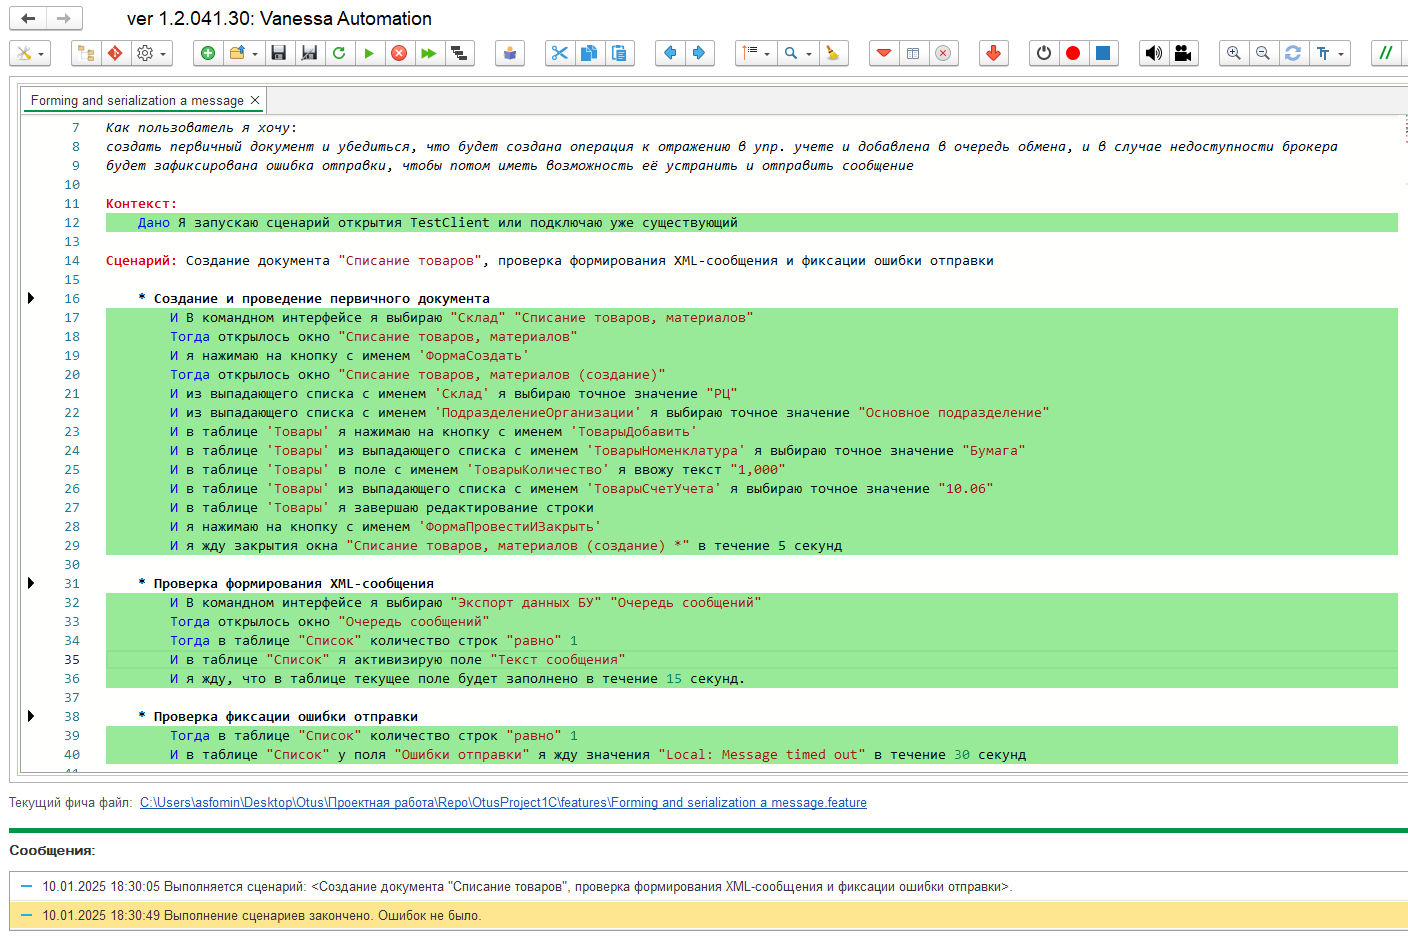 ver 1.2.041.30: Vanessa Automation
Forming and serialization a message
7 Как пользователь я хочу:
8 создать первичный документ и убедиться, что будет создана операция к отражению в упр. учете и добавлена в очередь обмена, и в случае недоступности брокера
9 будет зафиксирована ошибка отправки, чтобы потом иметь возможность её устранить и отправить сообщение
10
11 Контекст:
12 Дано Я запускаю сценарий открытия TestClient или подключаю уже существующий
13
14 Сценарий: Создание документа "Списание товаров", проверка формирования XML-сообщения и фиксации ошибки отправки
15
16 * Создание и проведение первичного документа
17 И В командном интерфейсе я выбираю "Склад" "Списание товаров, материалов"
18 Тогда открылось окно "Списание товаров, материалов"
19 И я нажимаю на кнопку с именем 'ФормаСоздать'
20 Тогда открылось окно "Списание товаров, материалов (создание)"
21 И из выпадающего списка с именем 'Склад' я выбираю точное значение "РЦ"
22 И из выпадающего списка с именем 'ПодразделениеОрганизации' я выбираю точное значение "Основное подразделение"
23 И в таблице 'Товары' я нажимаю на кнопку с именем 'ТоварыДобавить'
24 И в таблице 'Товары' из выпадающего списка с именем 'ТоварыНоменклатура' я выбираю точное значение "Бумага"
25 И в таблице 'Товары' в поле с именем 'ТоварыКоличество' я ввожу текст "1,000"
26 И в таблице 'Товары' из выпадающего списка с именем 'ТоварыСчетУчета' я выбираю точное значение "10.06"
27 И в таблице 'Товары' я завершаю редактирование строки
28 И я нажимаю на кнопку с именем 'ФормаПровестиИЗакрыть'
29 И я жду закрытия окна "Списание товаров, материалов (создание) *" в течение 5 секунд
30
31 * Проверка формирования XML-сообщения
32 И В командном интерфейсе я выбираю "Экспорт данных БУ" "Очередь сообщений"
33 Тогда открылось окно "Очередь сообщений"
34 Тогда в таблице "Список" количество строк "равно" 1
35 И в таблице "Список" я активизирую поле "Текст сообщения"
36 И я жду, что в таблице текущее поле будет заполнено в течение 15 секунд.
37
38 * Проверка фиксации ошибки отправки
39 Тогда в таблице "Список" количество строк "равно" 1
40 И в таблице "Список" у поля "Ошибки отправки" я жду значения "Local: Message timed out" в течение 30 секунд
Текущий фича файл: C:\Users\asfomin\Desktop\Otus\Проектная работа\Repo\OtusProject1C\features\Forming and serialization a message.feature
Сообщения:
10.01.2025 18:30:05 Выполняется сценарий: <Создание документа "Списание товаров", проверка формирования XML-сообщения и фиксации ошибки отправки>.
10.01.2025 18:30:49 Выполнение сценариев закончено. Ошибок не было.